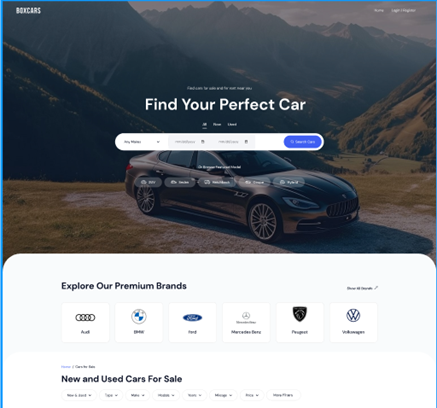 BOXCARS
Home Login / Register
Find cars for sale and for rent near you
Find Your Perfect Car
All New Used
Any Makes Search Cars
Or Browse Featured Model
SUV Sedan Hatchback Coupe Hybrid
Explore Our Premium Brands
Show All Brands
Ford
Mercedes-Benz
Audi BMW Ford Mercedes Benz Peugeot Volkswagen
Home / Cars for Sale
New and Used Cars For Sale
New & Used Type Make Models Years Mileage Price More Filters